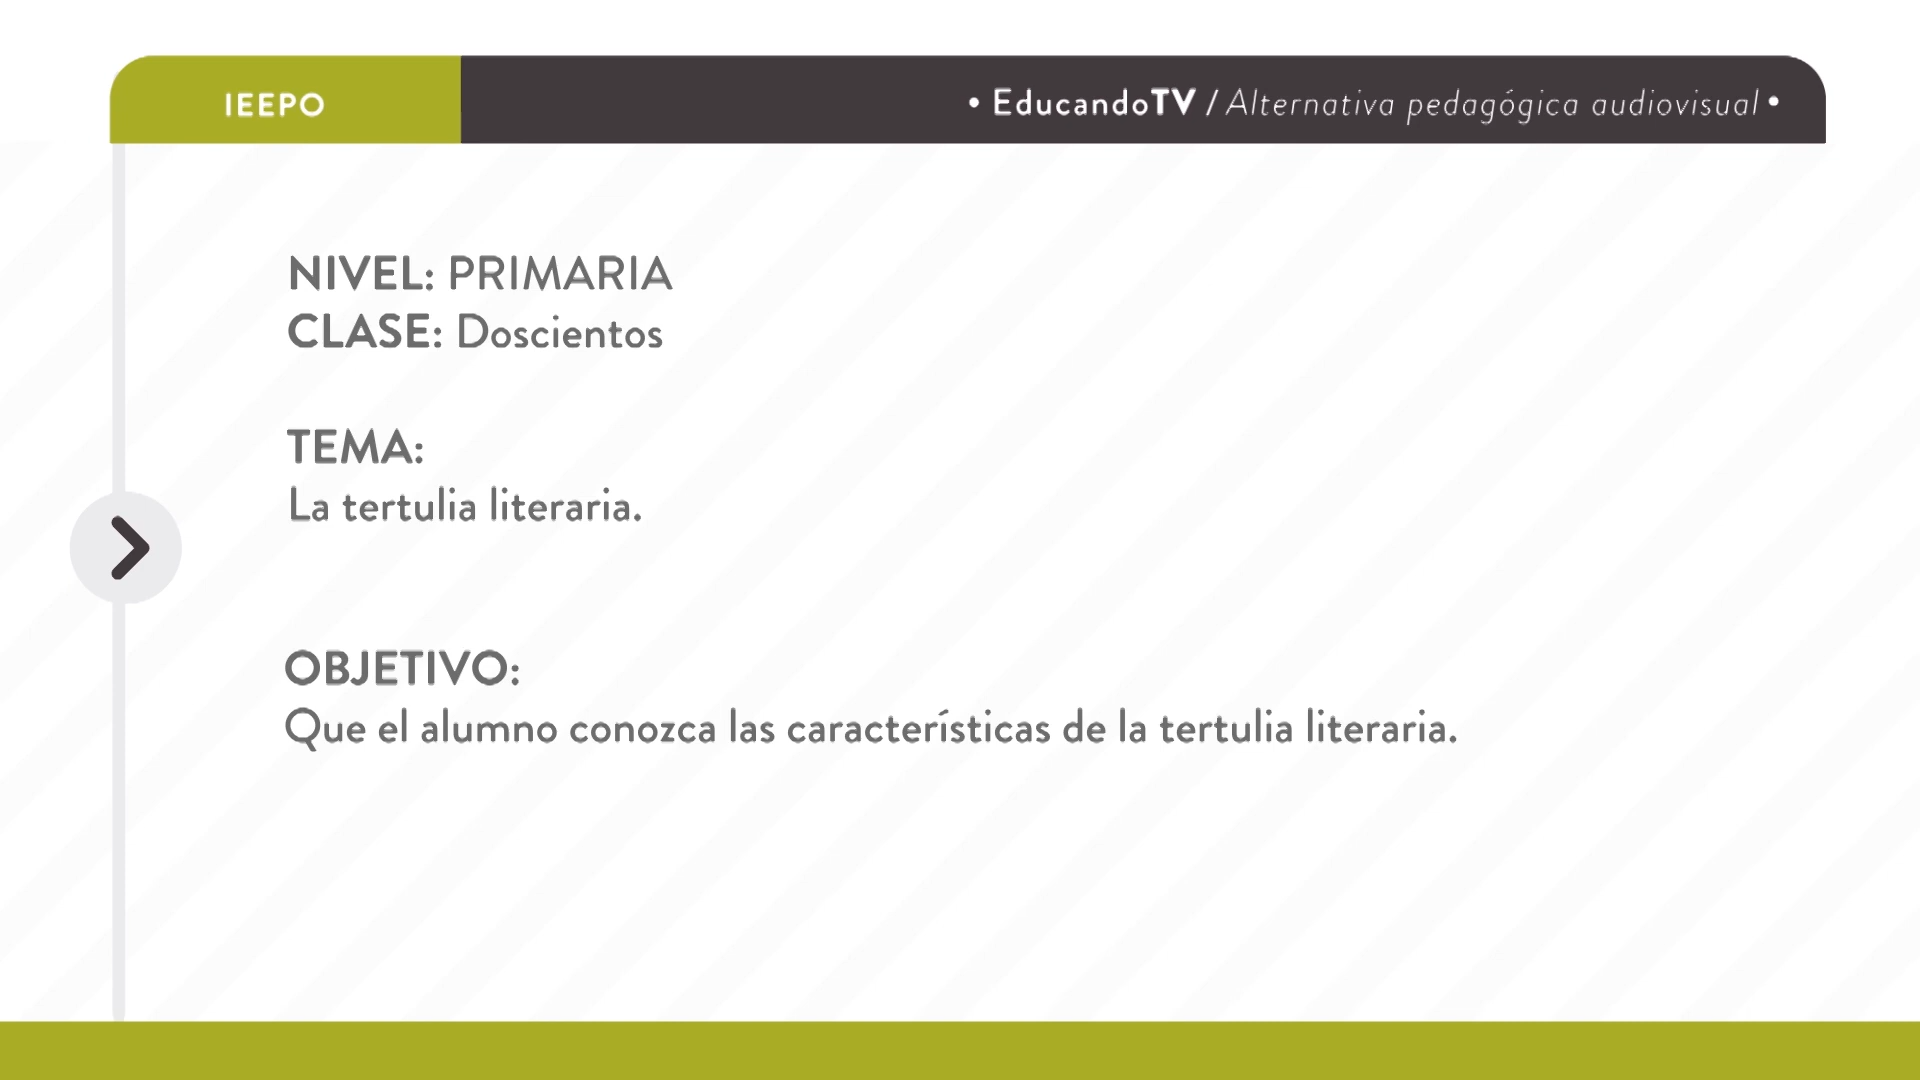 IEEPO
• EducandoTV / Alternativa pedagógica audiovisual •
NIVEL: PRIMARIA
CLASE: Doscientos
TEMA:
La tertulia literaria.
OBJETIVO:
Que el alumno conozca las características de la tertulia literaria.